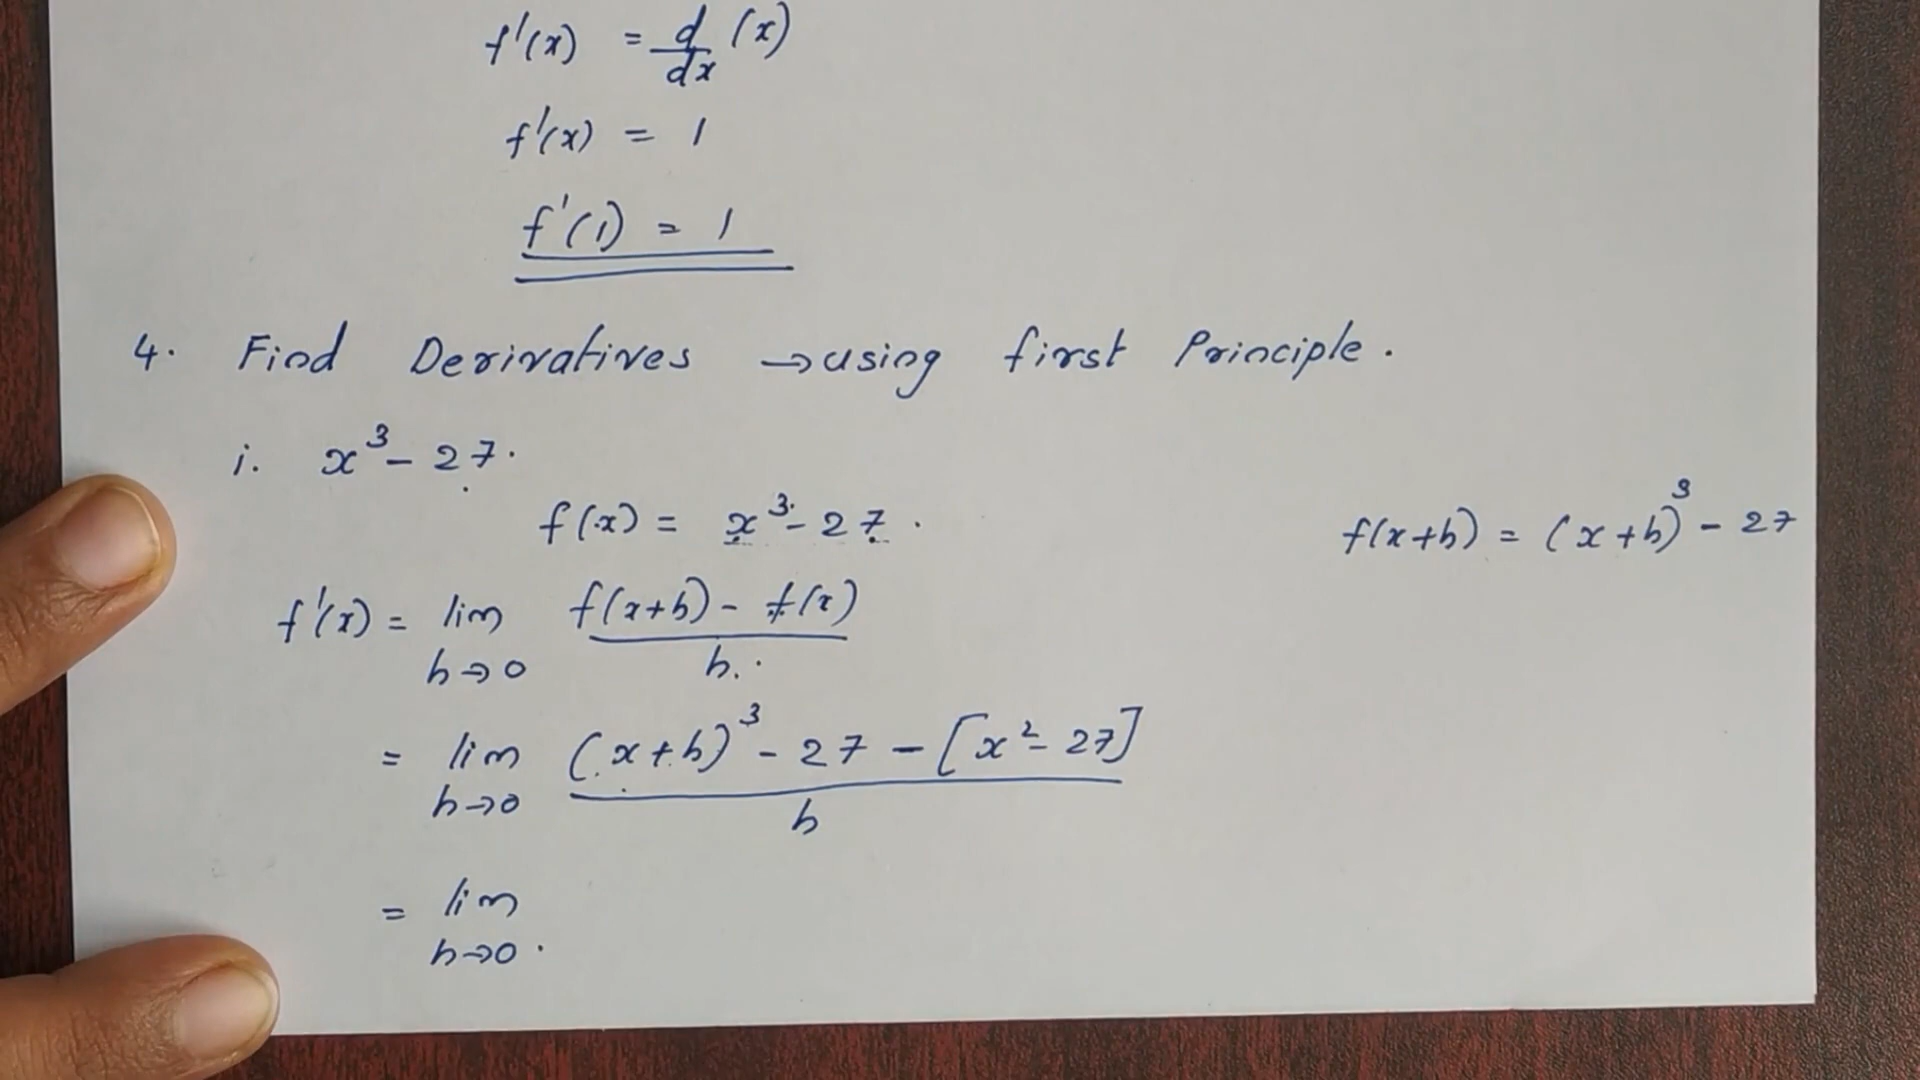 f'(x) = d/dx (x)
f'(x) = 1
f'(1) = 1
4. Find Derivatives → using first Principle.
i. x³ - 27.
f(x) = x³ - 27.
f(x+h) = (x+h)³ - 27
f'(x) = lim h→0 f(x+h) - f(x) / h.
= lim h→0 (x+h)³ - 27 - [x² - 27] / h
= lim h→0.